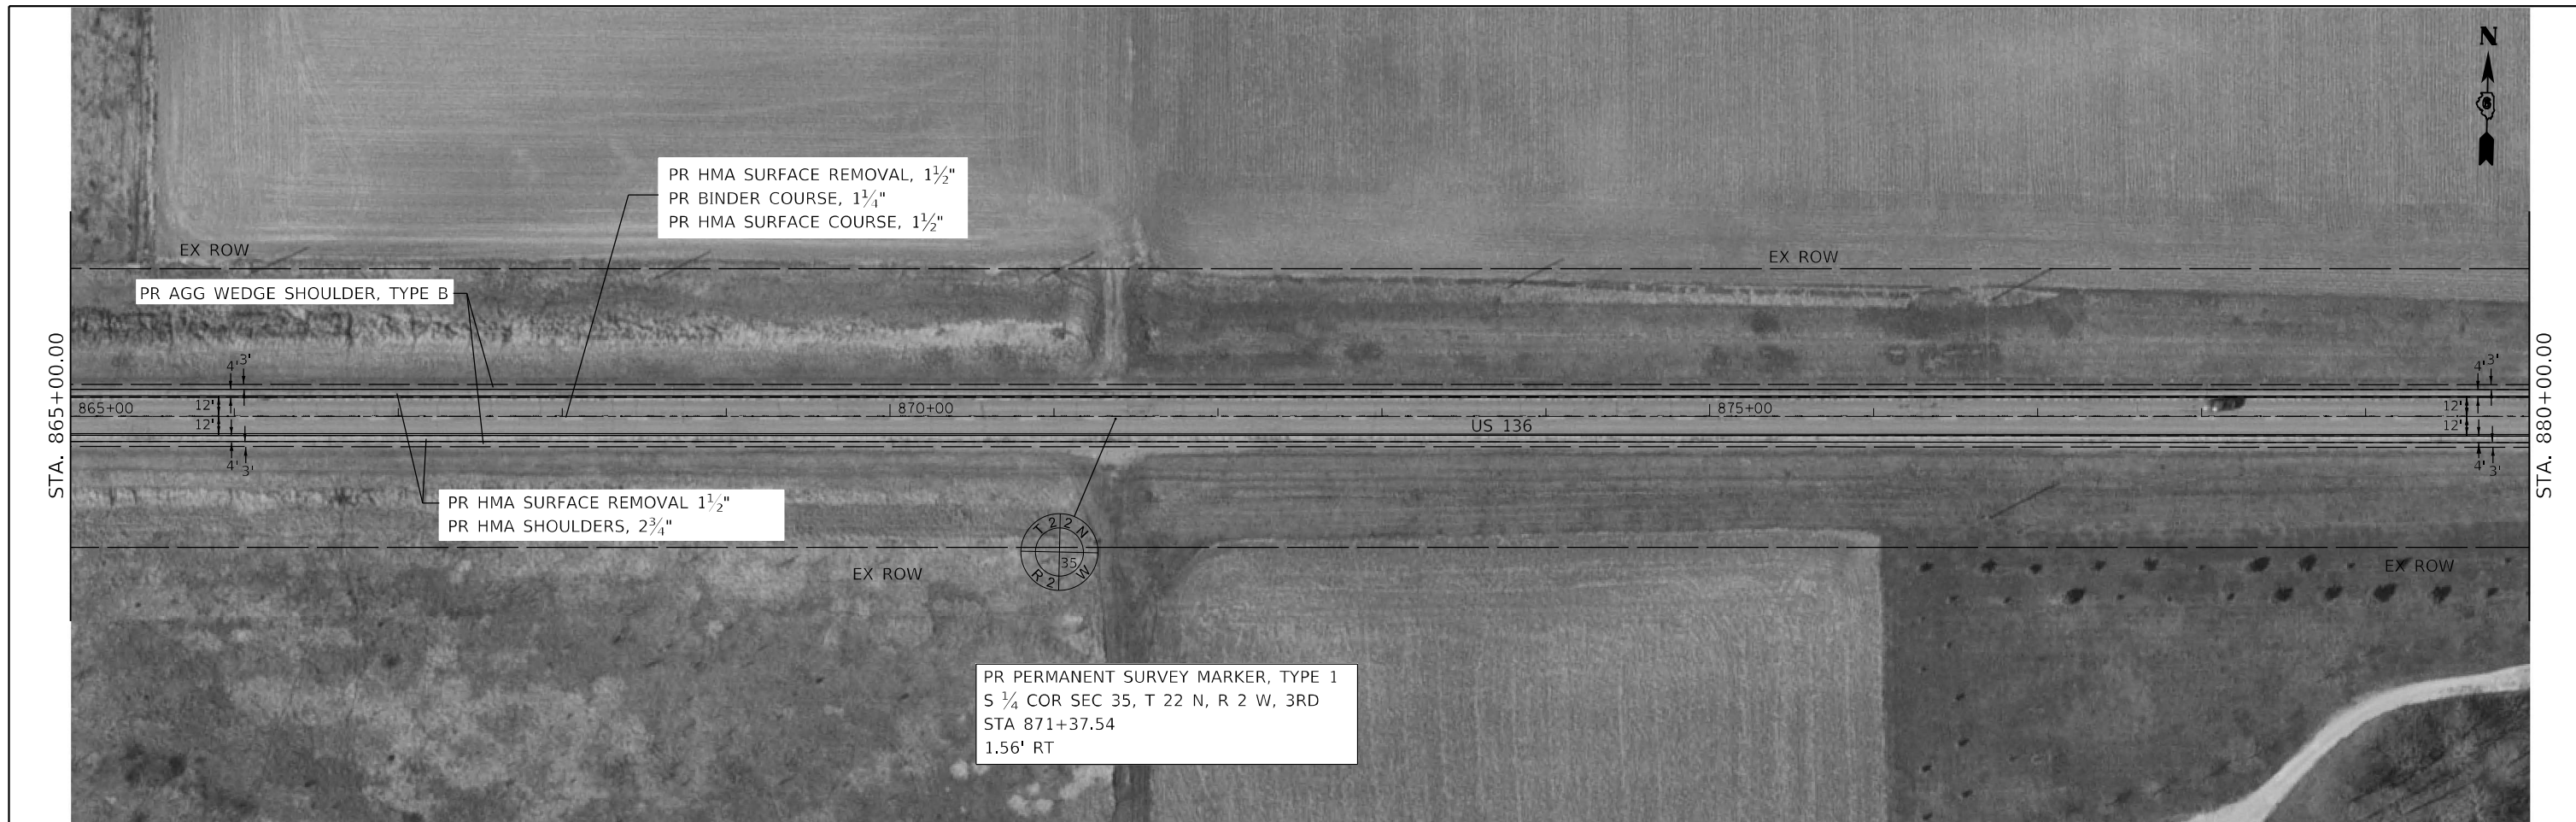 N
6
PR HMA SURFACE REMOVAL, 1½"
PR BINDER COURSE, 1¼"
PR HMA SURFACE COURSE, 1½"
EX ROW
EX ROW
PR AGG WEDGE SHOULDER, TYPE B
STA. 865+00.00
STA. 880+00.00
4' 3'
4' 3'
12'
12'
865+00
870+00
875+00
12'
12'
US 136
4' 3'
4' 3'
PR HMA SURFACE REMOVAL 1½"
PR HMA SHOULDERS, 2¾"
T 22 N
35
R 2 W
EX ROW
EX ROW
PR PERMANENT SURVEY MARKER, TYPE 1
S ¼ COR SEC 35, T 22 N, R 2 W, 3RD
STA 871+37.54
1.56' RT